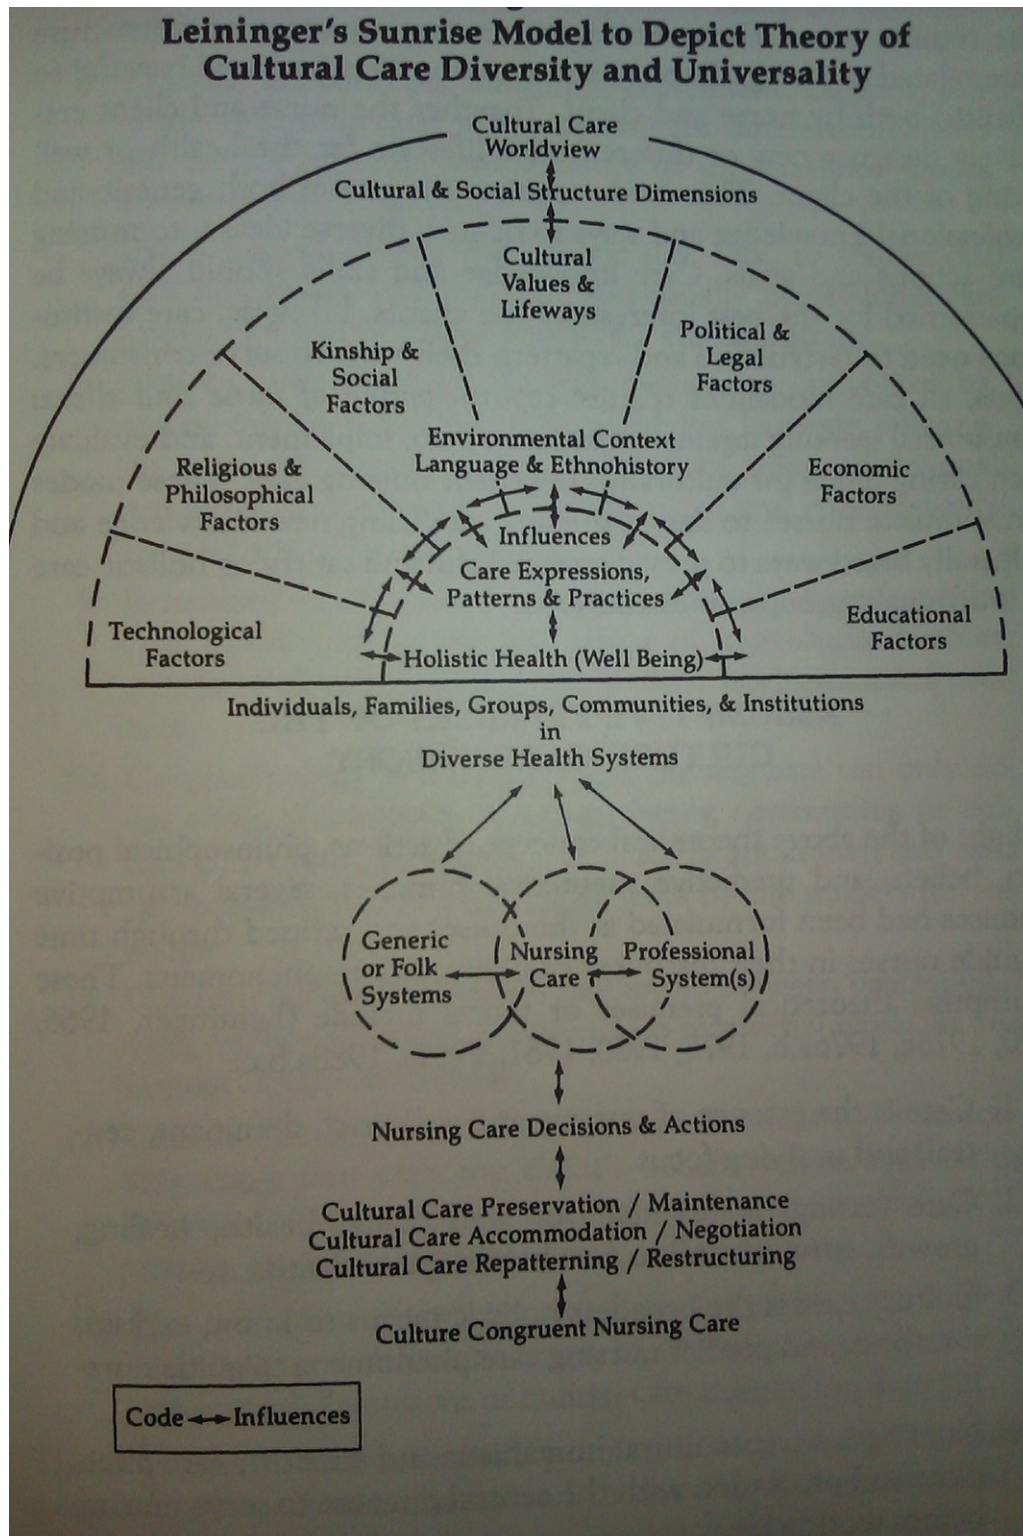 Leininger's Sunrise Model to Depict Theory of
Cultural Care Diversity and Universality
Cultural Care
Worldview
Cultural & Social Structure Dimensions
Cultural
Values &
Lifeways
Kinship &
Social
Factors
Political &
Legal
Factors
Religious &
Philosophical
Factors
Environmental Context
Language & Ethnohistory
Economic
Factors
Influences
Care Expressions,
Patterns & Practices
Technological
Factors
Holistic Health (Well Being)
Educational
Factors
Individuals, Families, Groups, Communities, & Institutions
in
Diverse Health Systems
Generic
or Folk
Systems
Nursing
Care
Professional
System(s)
Nursing Care Decisions & Actions
Cultural Care Preservation / Maintenance
Cultural Care Accommodation / Negotiation
Cultural Care Repatterning / Restructuring
Culture Congruent Nursing Care
Code Influences